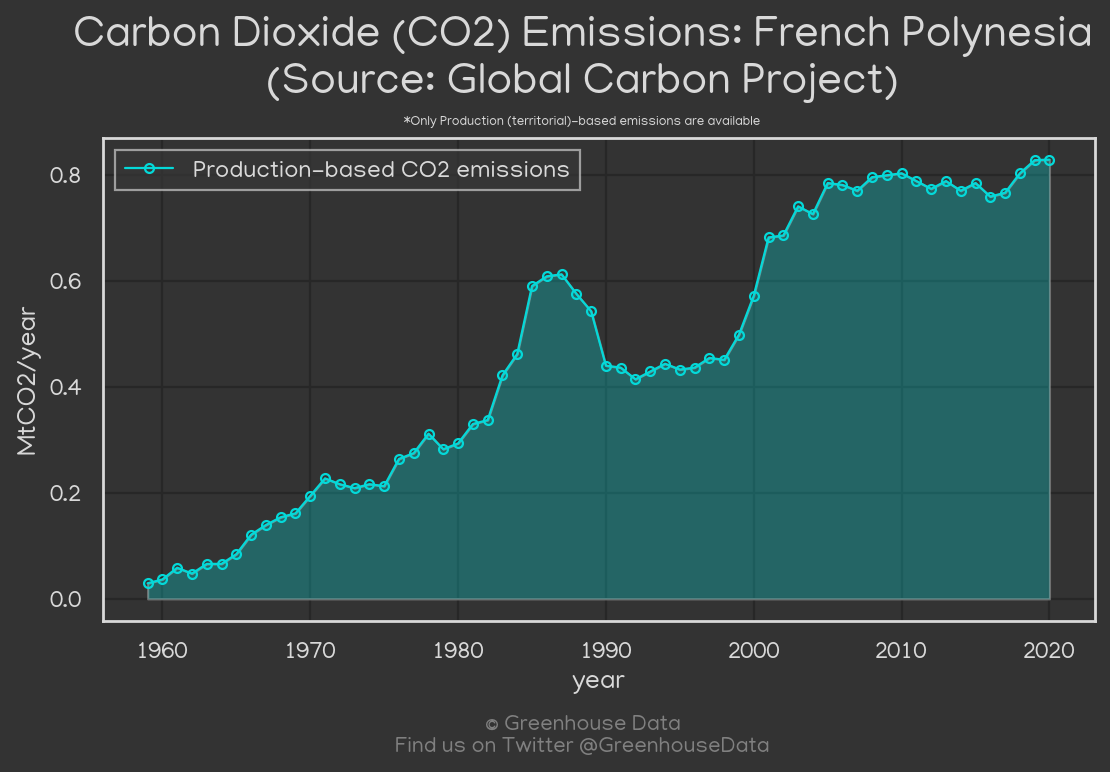 Carbon Dioxide (CO2) Emissions: French Polynesia
(Source: Global Carbon Project)
*Only Production (territorial)-based emissions are available
Production-based CO2 emissions
0.8
0.6
0.4
0.2
0.0
MtCO2/year
1960 1970 1980 1990 2000 2010 2020
year
© Greenhouse Data
Find us on Twitter @GreenhouseData